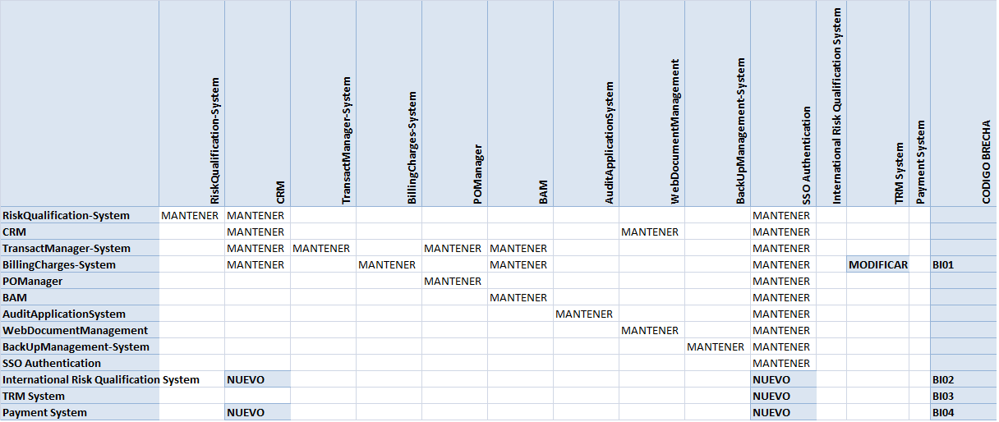 RiskQualification-System CRM TransactManager-System BillingCharges-System POManager BAM AuditApplicationSystem WebDocumentManagement BackUpManagement-System SSO Authentication International Risk Qualification System TRM System Payment System CODIGO BRECHA
RiskQualification-System MANTENER MANTENER MANTENER
CRM MANTENER MANTENER MANTENER
TransactManager-System MANTENER MANTENER MANTENER MANTENER MANTENER
BillingCharges-System MANTENER MANTENER MANTENER MANTENER MODIFICAR BI01
POManager MANTENER MANTENER
BAM MANTENER MANTENER
AuditApplicationSystem MANTENER MANTENER
WebDocumentManagement MANTENER MANTENER
BackUpManagement-System MANTENER MANTENER
SSO Authentication MANTENER
International Risk Qualification System NUEVO NUEVO BI02
TRM System NUEVO BI03
Payment System NUEVO NUEVO BI04